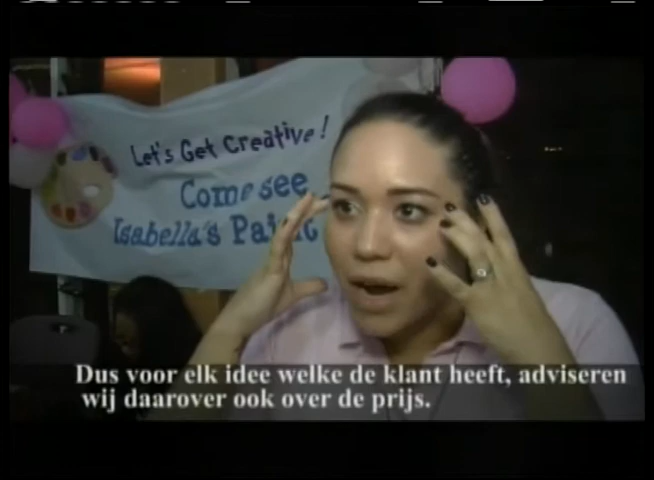 Let's Get Creative!
Come see
Isabella's
Dus voor elk idee welke de klant heeft, adviseren
wij daarover ook over de prijs.